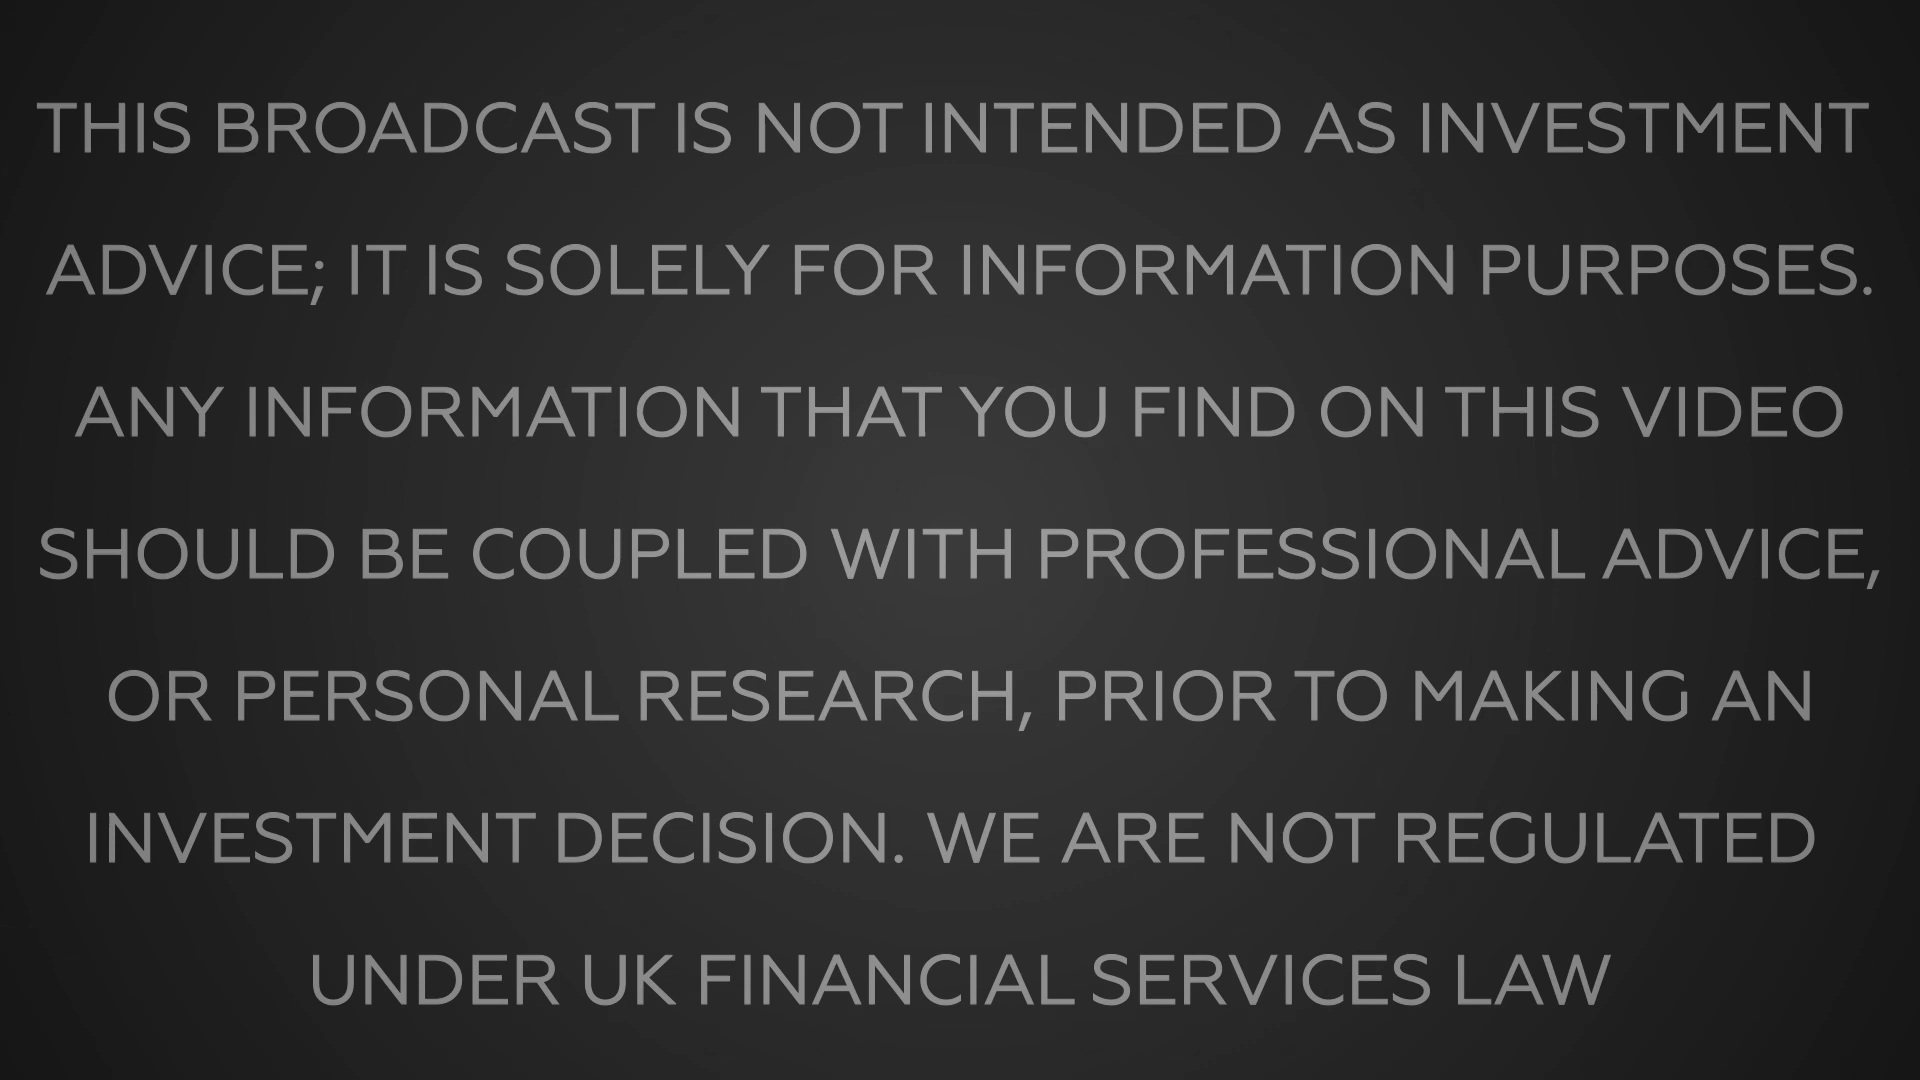 THIS BROADCAST IS NOT INTENDED AS INVESTMENT
ADVICE; IT IS SOLELY FOR INFORMATION PURPOSES.
ANY INFORMATION THAT YOU FIND ON THIS VIDEO
SHOULD BE COUPLED WITH PROFESSIONAL ADVICE,
OR PERSONAL RESEARCH, PRIOR TO MAKING AN
INVESTMENT DECISION. WE ARE NOT REGULATED
UNDER UK FINANCIAL SERVICES LAW